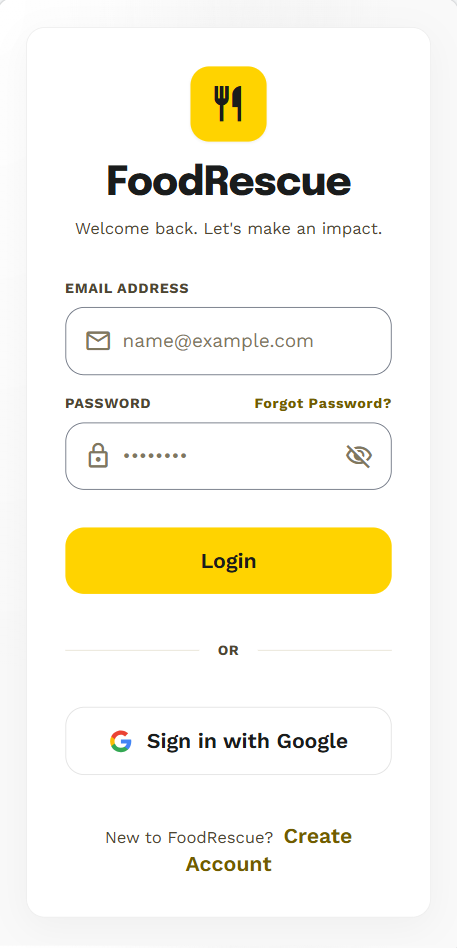 FoodRescue
Welcome back. Let's make an impact.
EMAIL ADDRESS
name@example.com
PASSWORD Forgot Password?
••••••••
Login
OR
Sign in with Google
New to FoodRescue? Create
Account